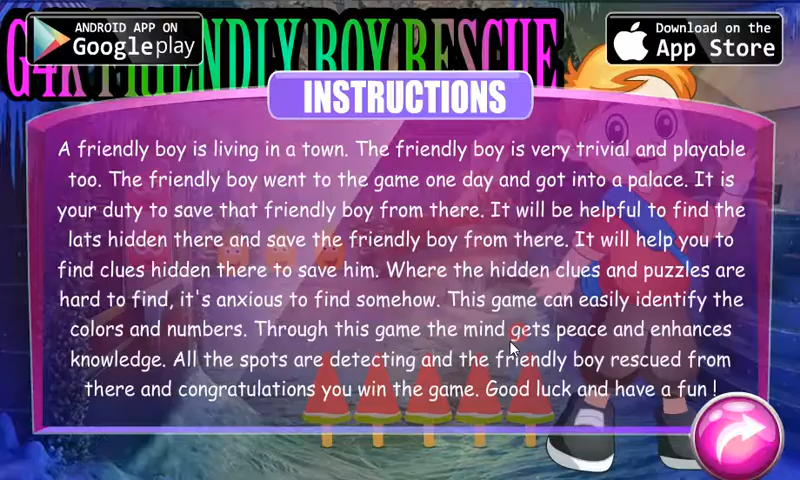 ANDROID APP ON
Google play
G4K FRIENDLY BOY RESCUE
Download on the
App Store
INSTRUCTIONS
A friendly boy is living in a town. The friendly boy is very trivial and playable
too. The friendly boy went to the game one day and got into a palace. It is
your duty to save that friendly boy from there. It will be helpful to find the
lats hidden there and save the friendly boy from there. It will help you to
find clues hidden there to save him. Where the hidden clues and puzzles are
hard to find, it's anxious to find somehow. This game can easily identify the
colors and numbers. Through this game the mind gets peace and enhances
knowledge. All the spots are detecting and the friendly boy rescued from
there and congratulations you win the game. Good luck and have a fun !